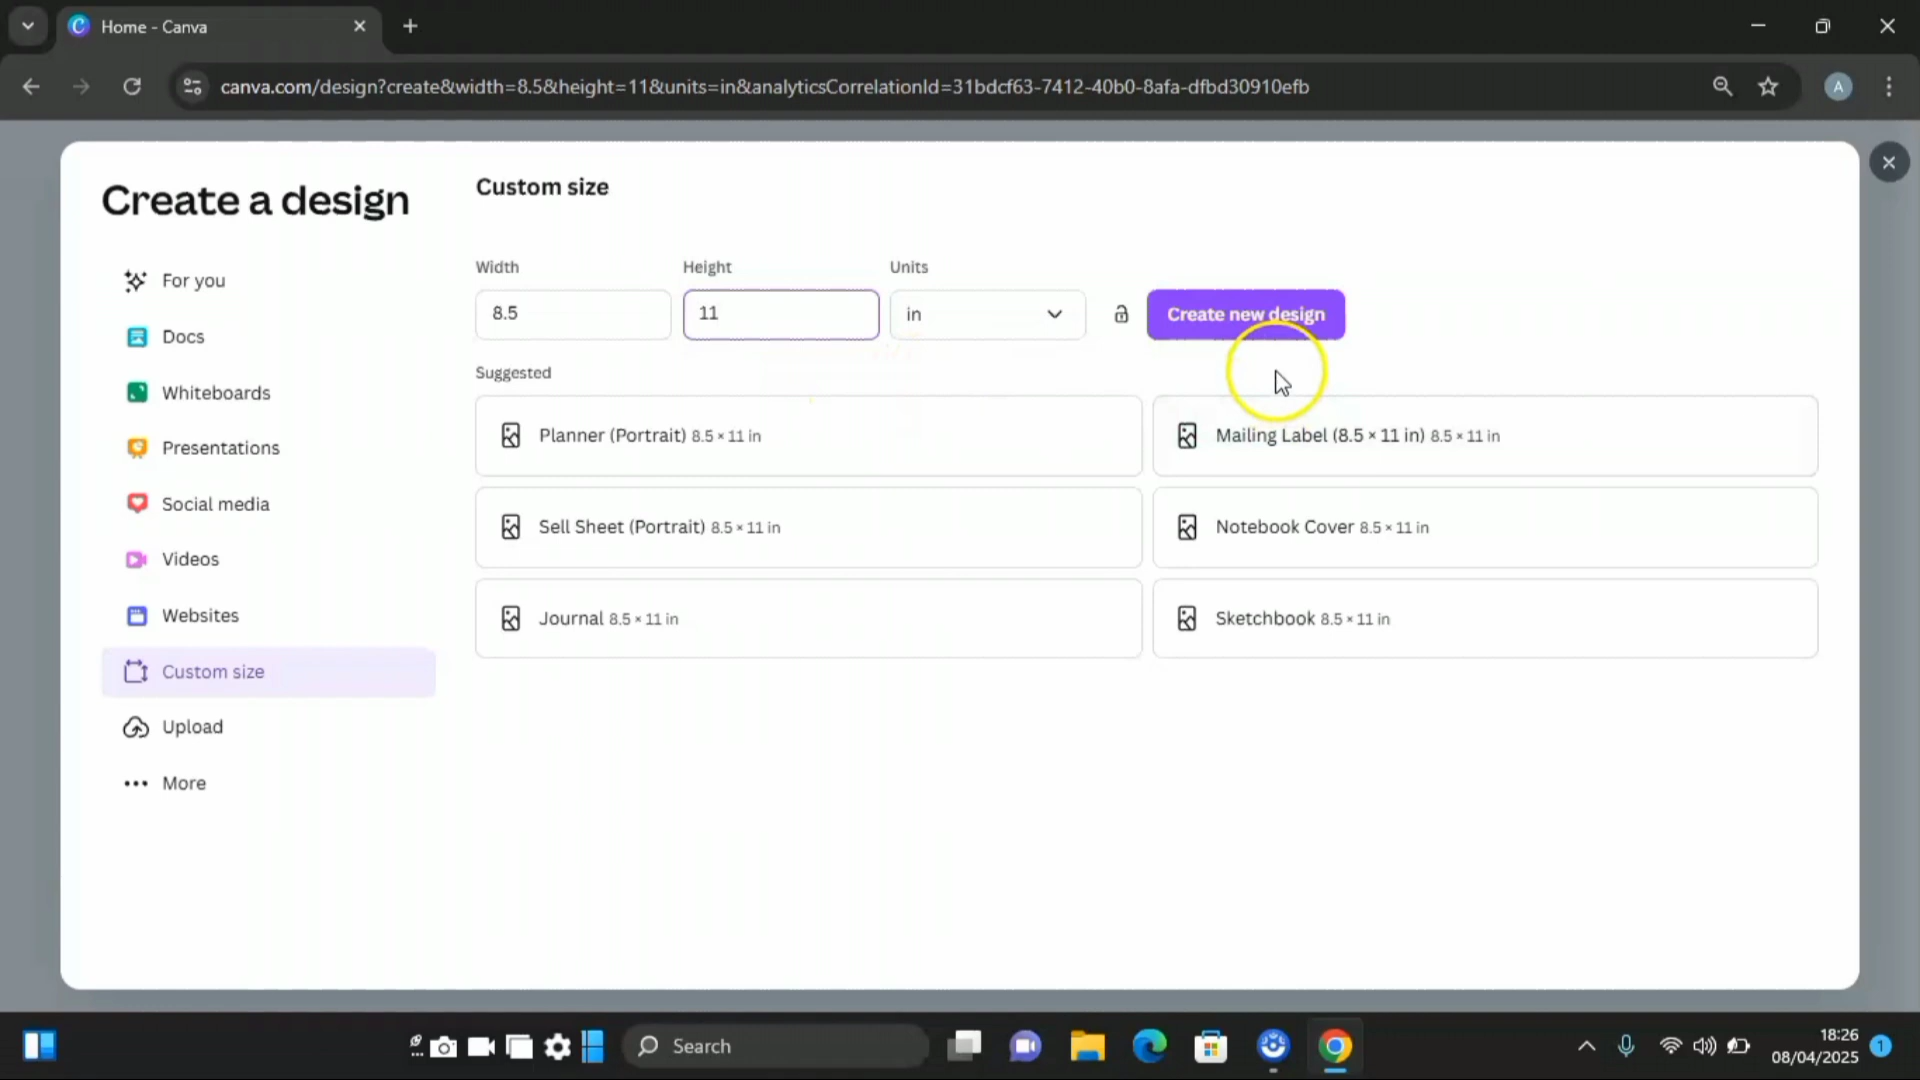 Home - Canva
canva.com/design?create&width=8.5&height=11&units=in&analyticsCorrelationId=31bdcf63-7412-40b0-8afa-dfbd30910efb
A
Create a design
For you
Docs
Whiteboards
Presentations
Social media
Videos
Websites
Custom size
Upload
More
Custom size
Width
Height
Units
8.5
11
in
Create new design
Suggested
Planner (Portrait) 8.5 × 11 in
Mailing Label (8.5 × 11 in) 8.5 × 11 in
Sell Sheet (Portrait) 8.5 × 11 in
Notebook Cover 8.5 × 11 in
Journal 8.5 × 11 in
Sketchbook 8.5 × 11 in
Search
18:26
08/04/2025
1